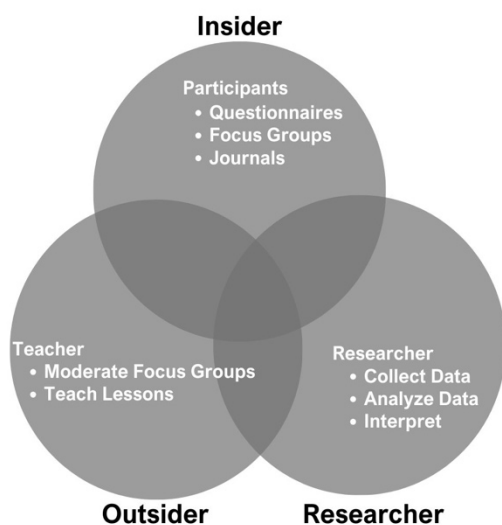 Insider
Participants
• Questionnaires
• Focus Groups
• Journals
Teacher
• Moderate Focus Groups
• Teach Lessons
Researcher
• Collect Data
• Analyze Data
• Interpret
Outsider
Researcher